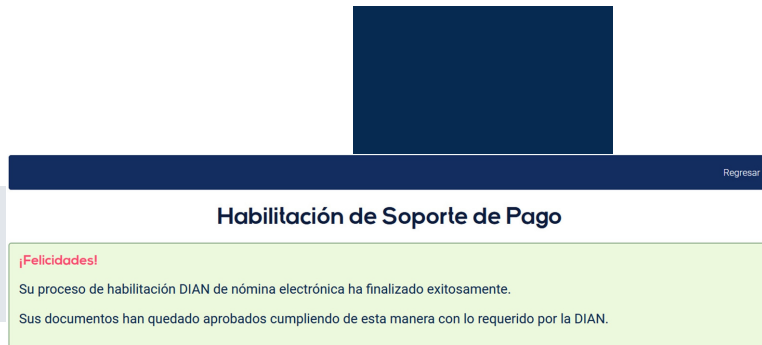 Regresar
Habilitación de Soporte de Pago
¡Felicidades!
Su proceso de habilitación DIAN de nómina electrónica ha finalizado exitosamente.
Sus documentos han quedado aprobados cumpliendo de esta manera con lo requerido por la DIAN.